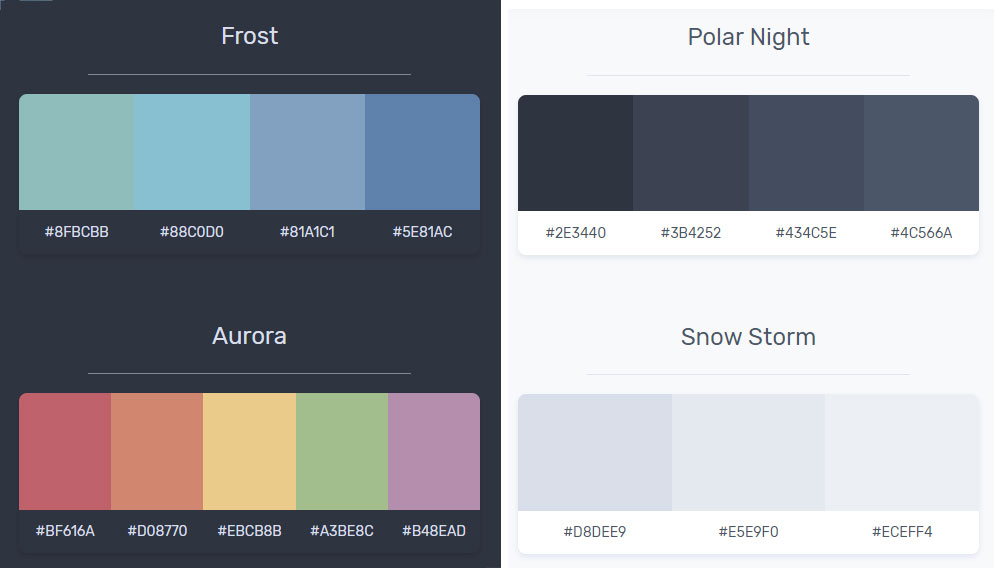 Frost
#8FBCBB #88C0D0 #81A1C1 #5E81AC
Aurora
#BF616A #D08770 #EBCB8B #A3BE8C #B48EAD
Polar Night
#2E3440 #3B4252 #434C5E #4C566A
Snow Storm
#D8DEE9 #E5E9F0 #ECEFF4